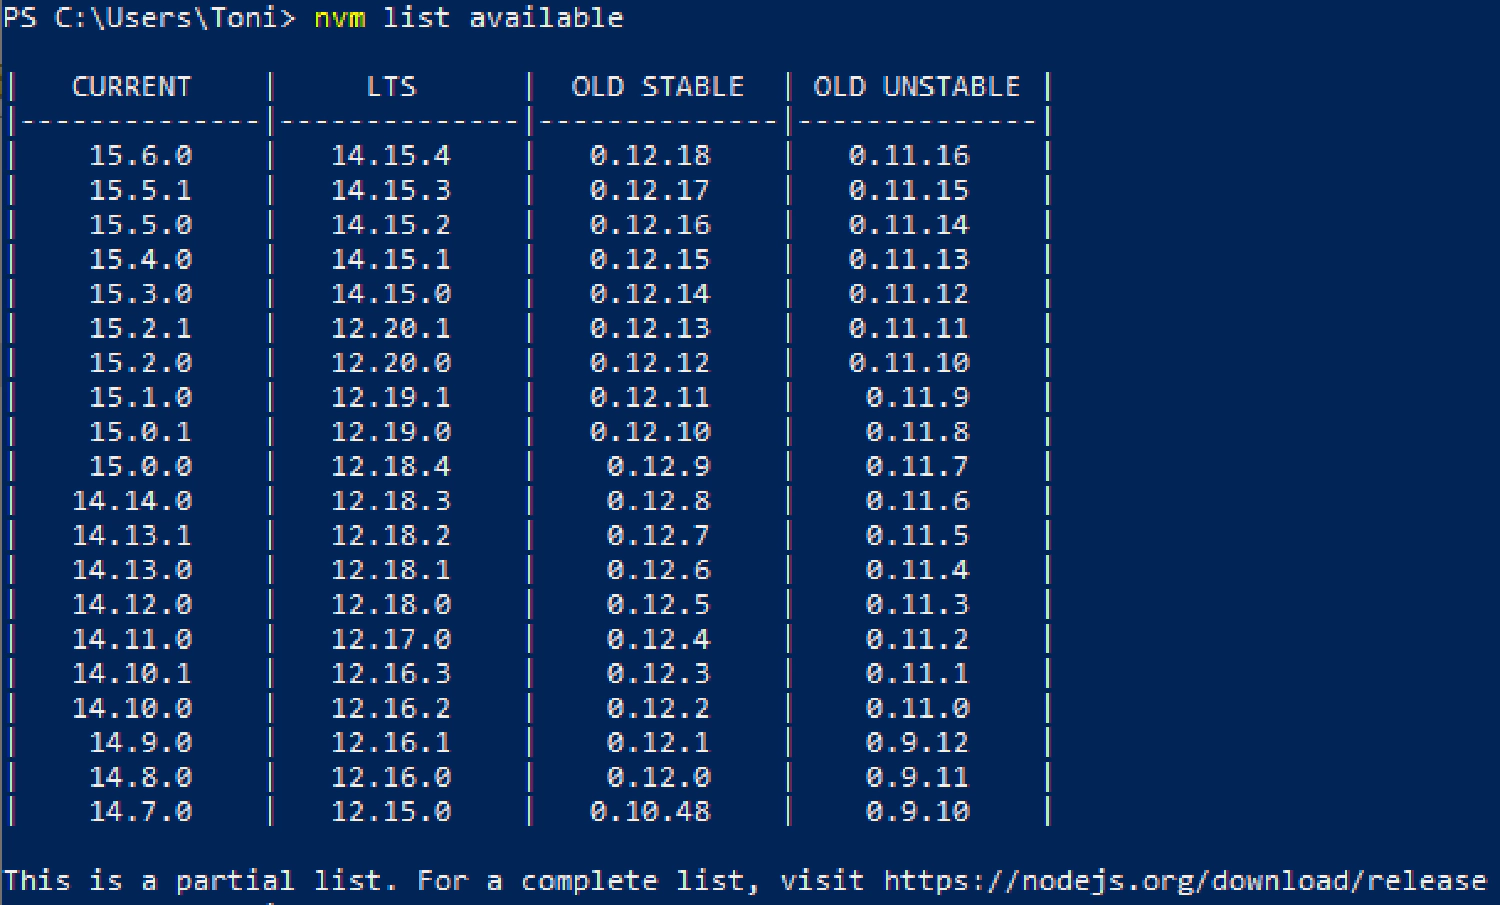 PS C:\Users\Toni> nvm list available
|   CURRENT    |     LTS      |  OLD STABLE  | OLD UNSTABLE |
|--------------|--------------|--------------|--------------|
|    15.6.0    |   14.15.4    |   0.12.18    |   0.11.16    |
|    15.5.1    |   14.15.3    |   0.12.17    |   0.11.15    |
|    15.5.0    |   14.15.2    |   0.12.16    |   0.11.14    |
|    15.4.0    |   14.15.1    |   0.12.15    |   0.11.13    |
|    15.3.0    |   14.15.0    |   0.12.14    |   0.11.12    |
|    15.2.1    |   12.20.1    |   0.12.13    |   0.11.11    |
|    15.2.0    |   12.20.0    |   0.12.12    |   0.11.10    |
|    15.1.0    |   12.19.1    |   0.12.11    |    0.11.9    |
|    15.0.1    |   12.19.0    |   0.12.10    |    0.11.8    |
|    15.0.0    |   12.18.4    |    0.12.9    |    0.11.7    |
|   14.14.0    |   12.18.3    |    0.12.8    |    0.11.6    |
|   14.13.1    |   12.18.2    |    0.12.7    |    0.11.5    |
|   14.13.0    |   12.18.1    |    0.12.6    |    0.11.4    |
|   14.12.0    |   12.18.0    |    0.12.5    |    0.11.3    |
|   14.11.0    |   12.17.0    |    0.12.4    |    0.11.2    |
|   14.10.1    |   12.16.3    |    0.12.3    |    0.11.1    |
|   14.10.0    |   12.16.2    |    0.12.2    |    0.11.0    |
|    14.9.0    |   12.16.1    |    0.12.1    |    0.9.12    |
|    14.8.0    |   12.16.0    |    0.12.0    |    0.9.11    |
|    14.7.0    |   12.15.0    |   0.10.48    |    0.9.10    |
This is a partial list. For a complete list, visit https://nodejs.org/download/release